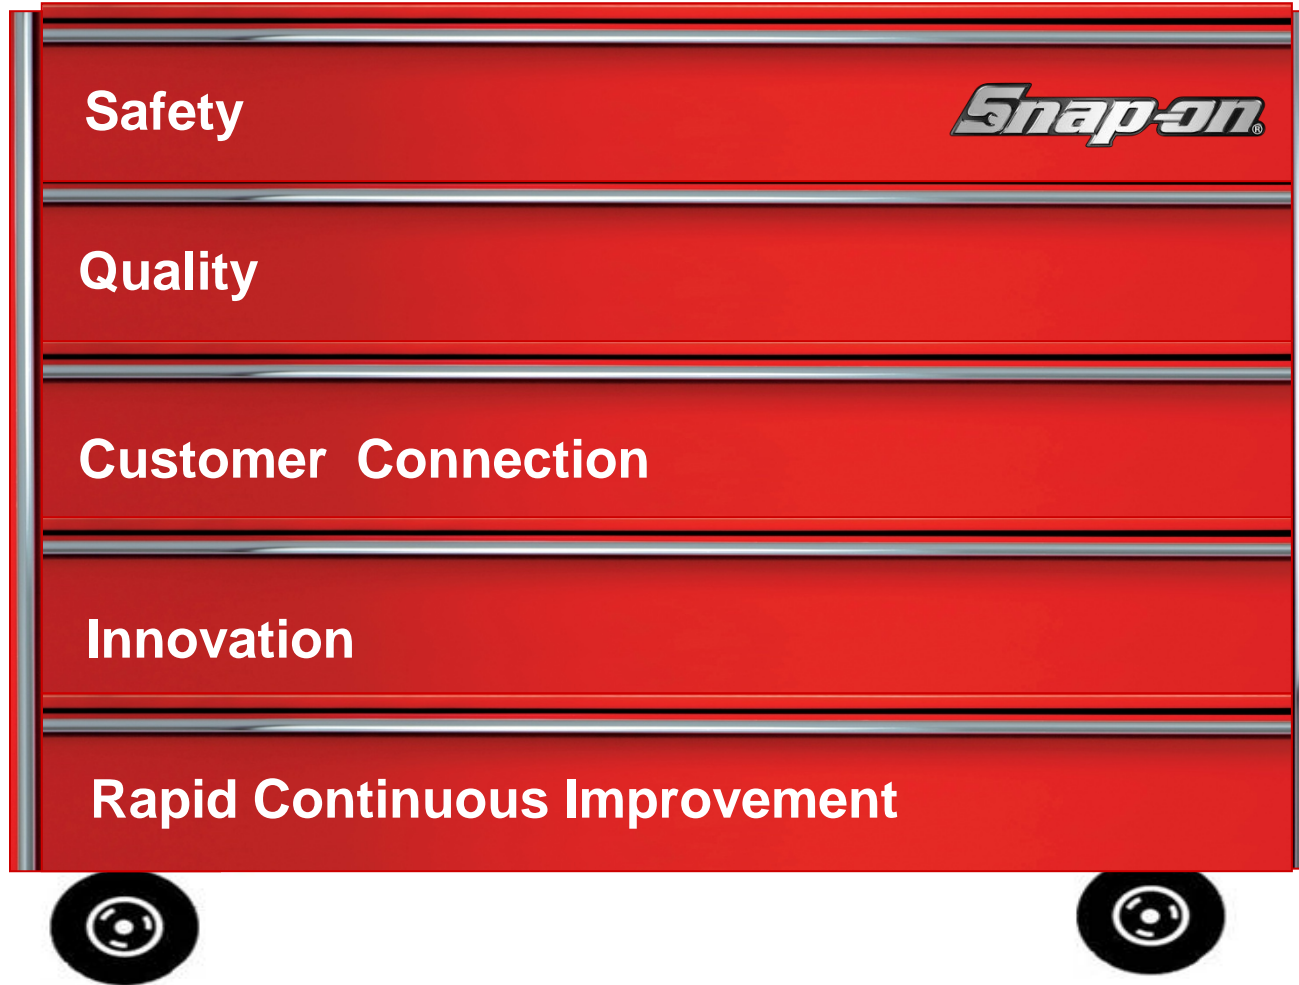 Safety
Snap-on®
Quality
Customer Connection
Innovation
Rapid Continuous Improvement